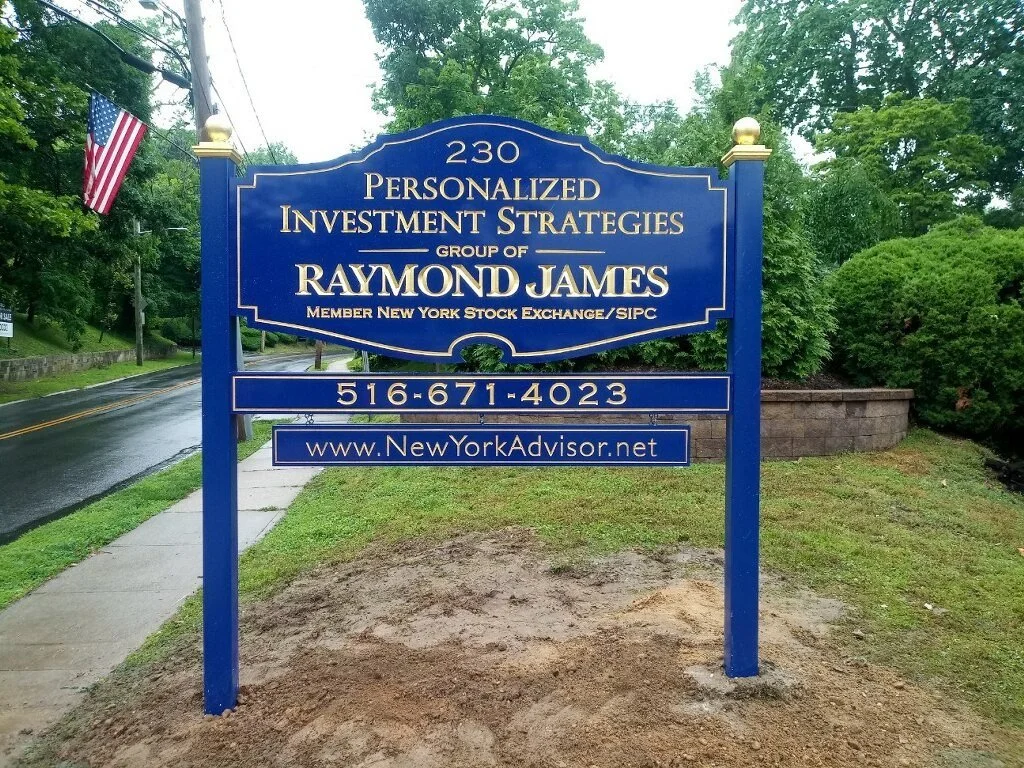 230
PERSONALIZED
INVESTMENT STRATEGIES
GROUP OF
RAYMOND JAMES
MEMBER NEW YORK STOCK EXCHANGE/SIPC
516-671-4023
www.NewYorkAdvisor.net